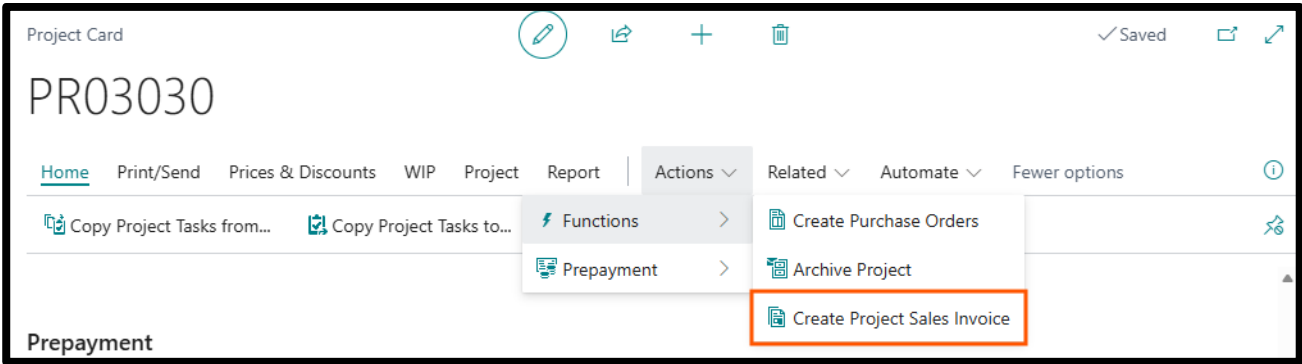 Project Card
Saved
PR03030
Home Print/Send Prices & Discounts WIP Project Report Actions Related Automate Fewer options
Copy Project Tasks from... Copy Project Tasks to... Functions Create Purchase Orders
Prepayment Archive Project
Create Project Sales Invoice
Prepayment